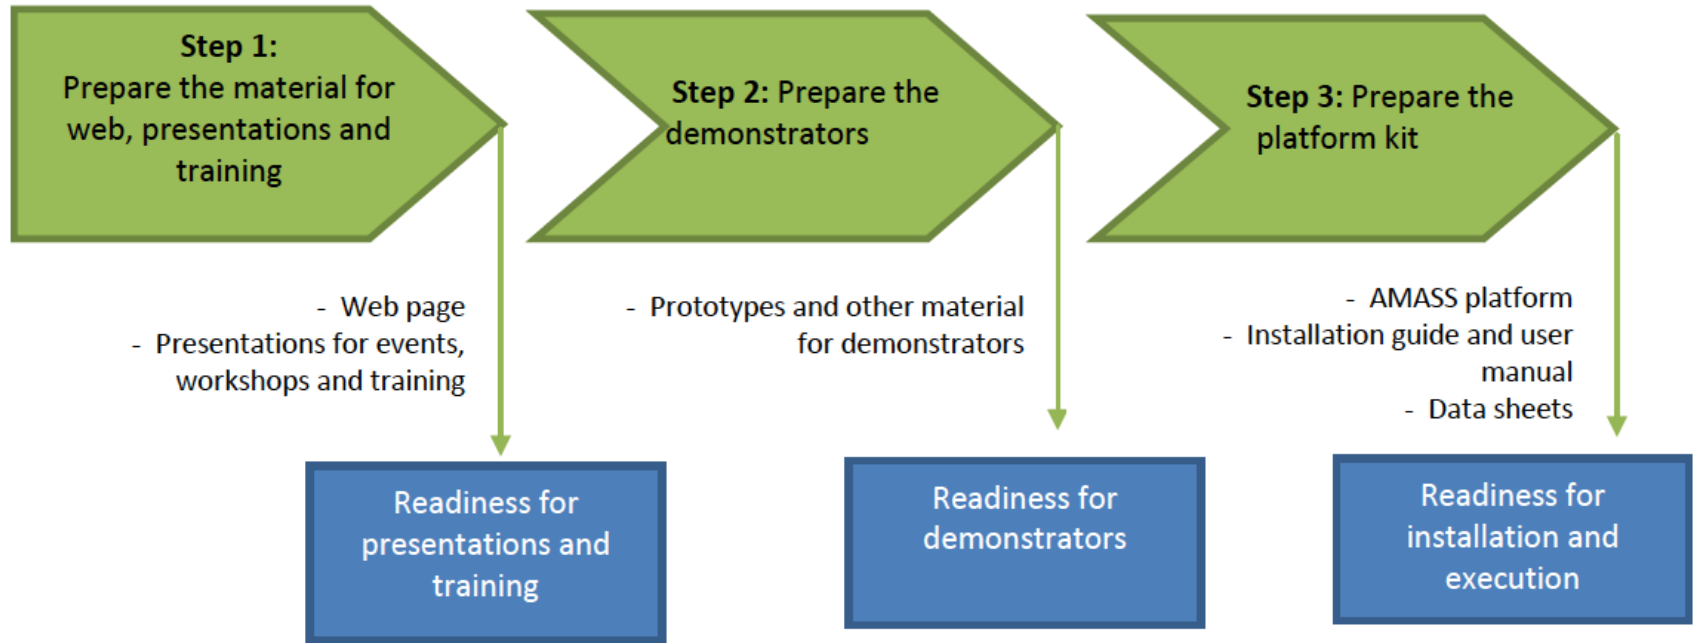 Step 1:
Prepare the material for
web, presentations and
training
Step 2: Prepare the
demonstrators
Step 3: Prepare the
platform kit
- Web page
- Presentations for events,
workshops and training
- Prototypes and other material
for demonstrators
- AMASS platform
- Installation guide and user
manual
- Data sheets
Readiness for
presentations and
training
Readiness for
demonstrators
Readiness for
installation and
execution